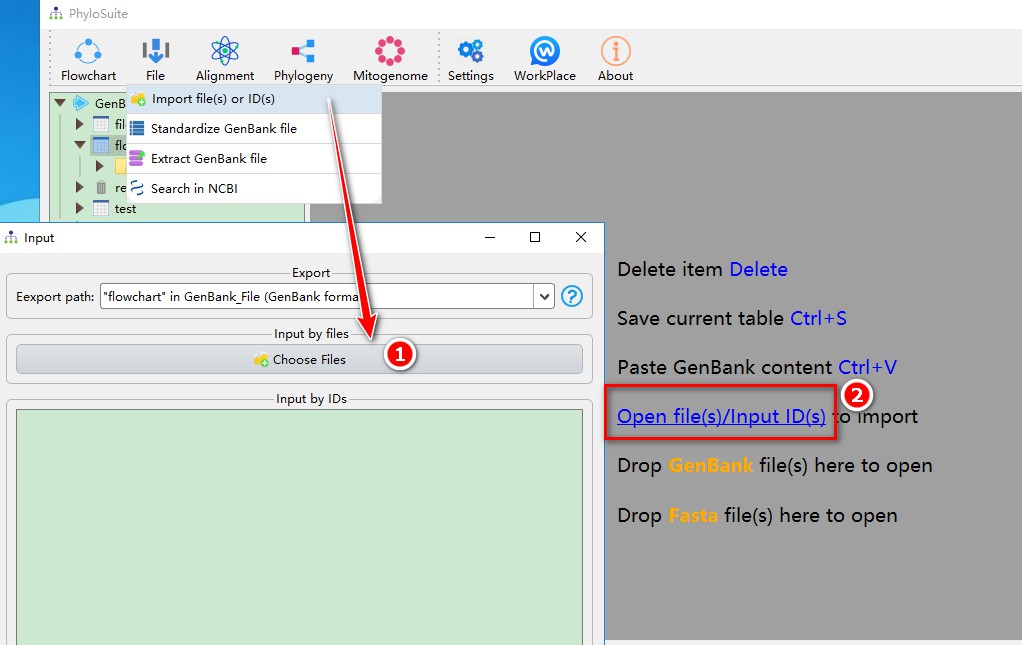 PhyloSuite
Flowchart File Alignment Phylogeny Mitogenome Settings WorkPlace About
Import file(s) or ID(s)
Standardize GenBank file
Extract GenBank file
Search in NCBI
GenB
fil
flo
re
test
Input
Export
Eexport path: "flowchart" in GenBank_File (GenBank forma
Input by files
Choose Files
1
Input by IDs
Delete item Delete
Save current table Ctrl+S
Paste GenBank content Ctrl+V
2
Open file(s)/Input ID(s) to import
Drop GenBank file(s) here to open
Drop Fasta file(s) here to open